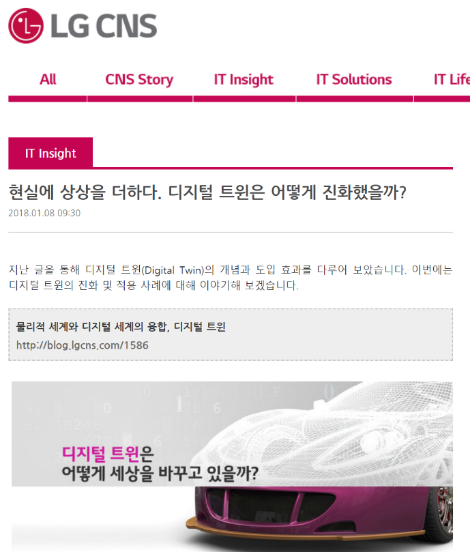 LG CNS
All CNS Story IT Insight IT Solutions IT Life
IT Insight
현실에 상상을 더하다. 디지털 트윈은 어떻게 진화했을까?
2018.01.08 09:30
지난 글을 통해 디지털 트윈(Digital Twin)의 개념과 도입 효과를 다루어 보았습니다. 이번에는
디지털 트윈의 진화 및 적용 사례에 대해 이야기해 보겠습니다.
물리적 세계와 디지털 세계의 융합, 디지털 트윈
http://blog.lgcns.com/1586
디지털 트윈은
어떻게 세상을 바꾸고 있을까?